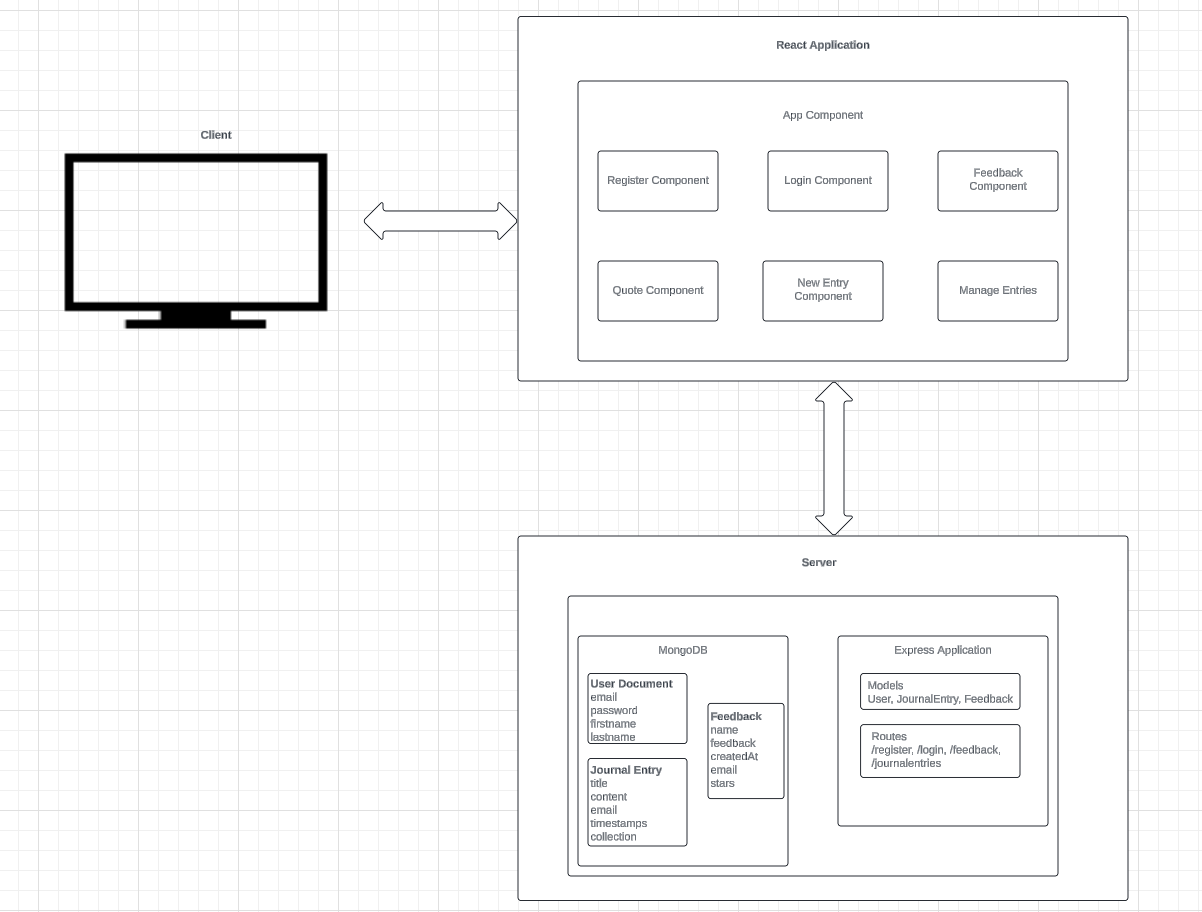 Client
React Application
App Component
Register Component
Login Component
Feedback
Component
Quote Component
New Entry
Component
Manage Entries
Server
MongoDB
User Document
email
password
firstname
lastname
Journal Entry
title
content
email
timestamps
collection
Feedback
name
feedback
createdAt
email
stars
Express Application
Models
User, JournalEntry, Feedback
Routes
/register, /login, /feedback,
/journalentries